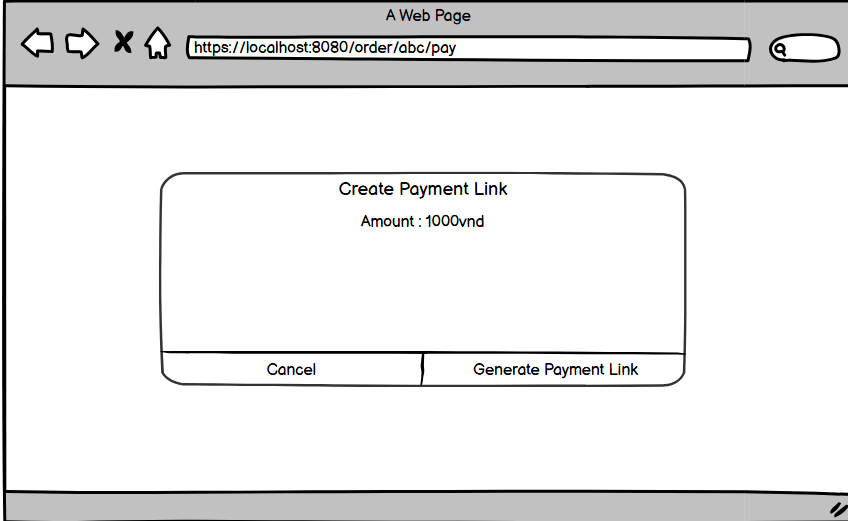 A Web Page
https://localhost:8080/order/abc/pay
Create Payment Link
Amount : 1000vnd
Cancel
Generate Payment Link